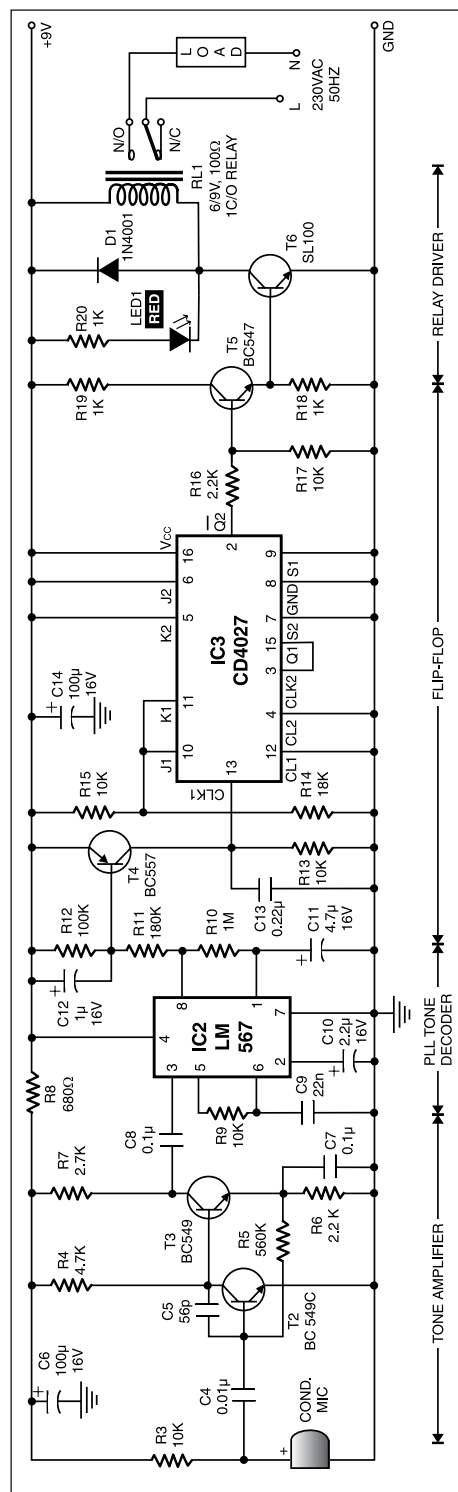 +9V
GND
C6
100µ
16V
R3
10K
COND.
MIC
C4
0.01µ
C5
56p
T2
BC 549C
R4
4.7K
R5
560K
T3
BC549
R7
2.7K
R6
2.2 K
C7
0.1µ
C8
0.1µ
R8
680Ω
IC2
LM
567
3
5
6
2
4
8
1
7
R9
10K
C9
22n
C10
2.2µ
16V
C12
1µ
16V
R12
100K
R11
180K
R10
1M
C11
4.7µ
16V
T4
BC557
C13
0.22µ
R13
10K
R15
10K
R14
18K
C14
100µ
16V
IC3
CD4027
CLK1
13
J1
10
K1
11
K2
5
J2
6
Vcc
16
12
CL1
4
CL2
3
CLK2
Q1
15
S2
7
GND
8
S1
9
2
Q2
R16
2.2K
R17
10K
R19
1K
T5
BC547
R18
1K
R20
1K
LED1
RED
D1
1N4001
T6
SL100
RL1
6/9V, 100Ω
1C/O RELAY
N/O
N/C
LOAD
N
L
230VAC
50HZ
TONE AMPLIFIER
PLL TONE
DECODER
FLIP-FLOP
RELAY DRIVER